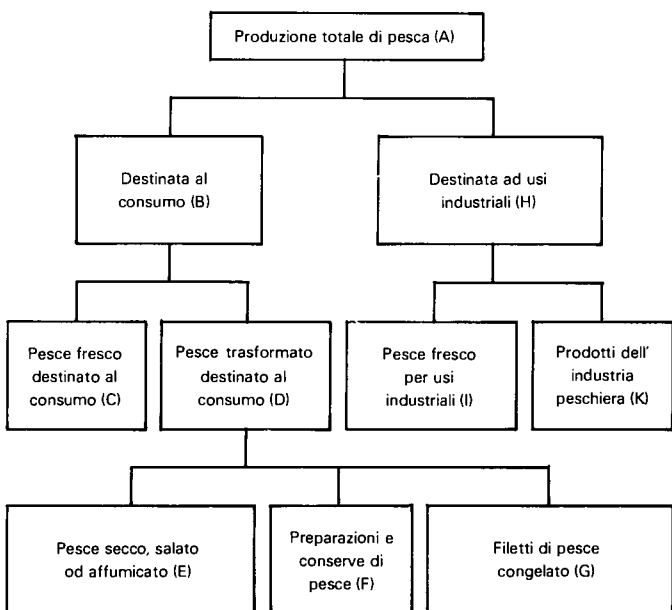 Produzione totale di pesca (A)
Destinata al
consumo (B)
Destinata ad usi
industriali (H)
Pesce fresco
destinato al
consumo (C)
Pesce trasformato
destinato al
consumo (D)
Pesce fresco
per usi
industriali (I)
Prodotti dell'
industria
peschiera (K)
Pesce secco, salato
od affumicato (E)
Preparazioni e
conserve di
pesce (F)
Filetti di pesce
congelato (G)